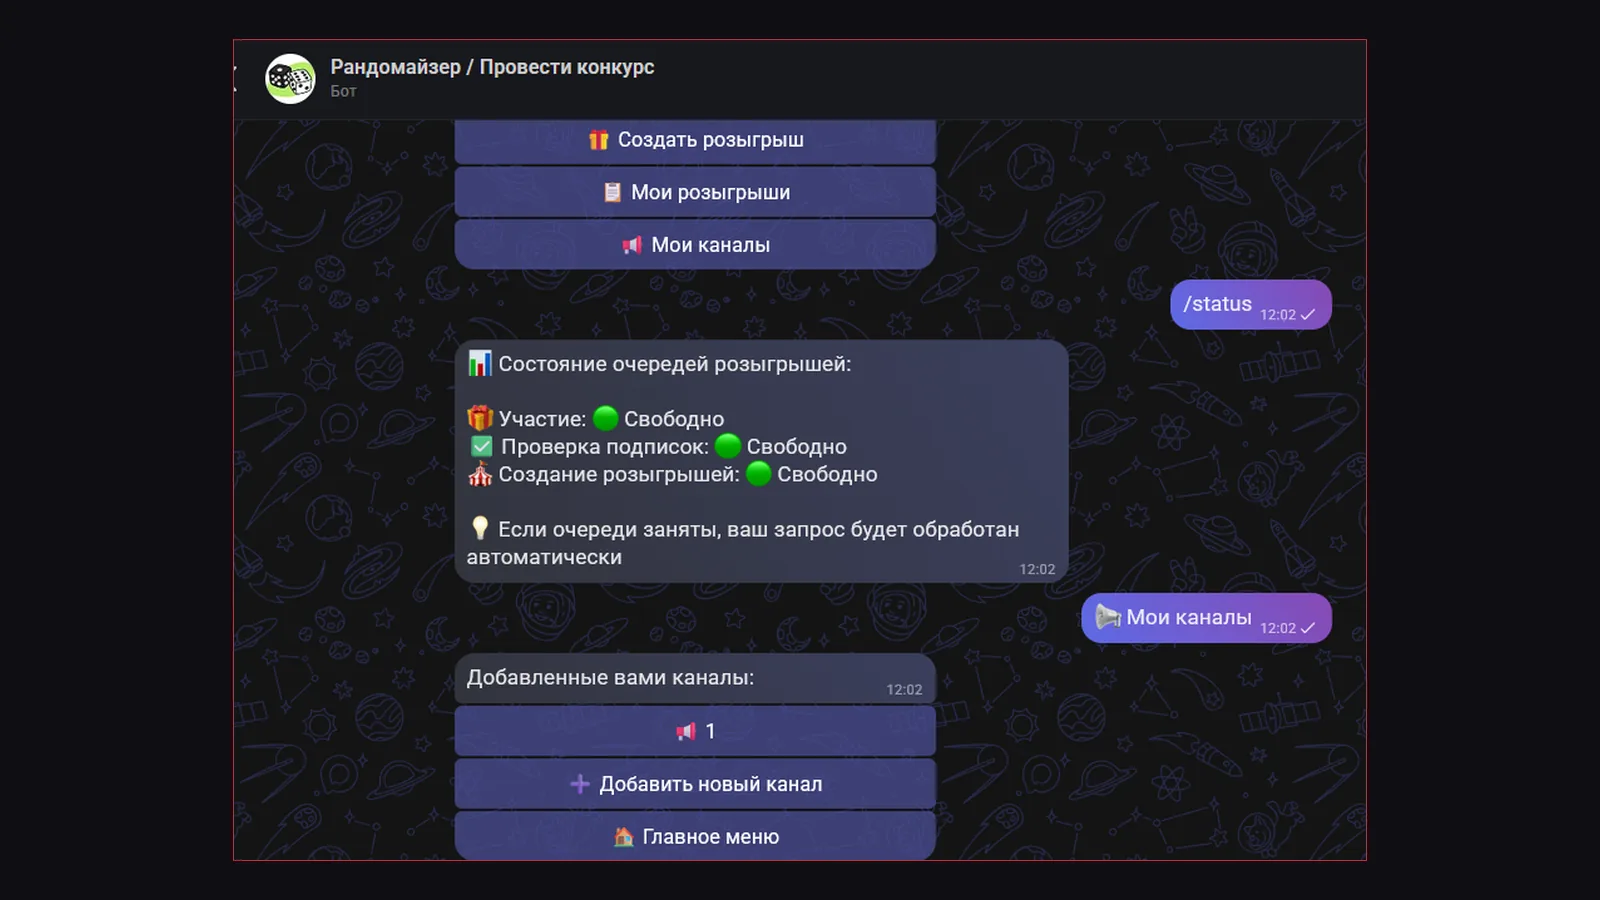 Рандомайзер / Провести конкурс
Бот
🎁 Создать розыгрыш
📋 Мои розыгрыши
📢 Мои каналы
/status 12:02
📊 Состояние очередей розыгрышей:
🎁 Участие: 🟢 Свободно
✅ Проверка подписок: 🟢 Свободно
🎪 Создание розыгрышей: 🟢 Свободно
💡 Если очереди заняты, ваш запрос будет обработан
автоматически
12:02
📢 Мои каналы 12:02
Добавленные вами каналы:
12:02
📢 1
➕ Добавить новый канал
🏠 Главное меню